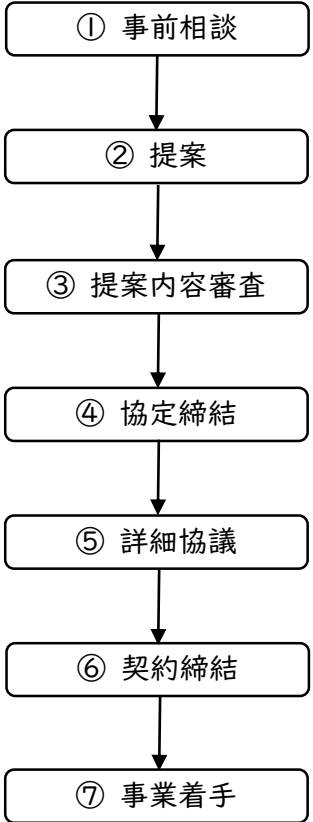 ① 事前相談
② 提案
③ 提案内容審査
④ 協定締結
⑤ 詳細協議
⑥ 契約締結
⑦ 事業着手